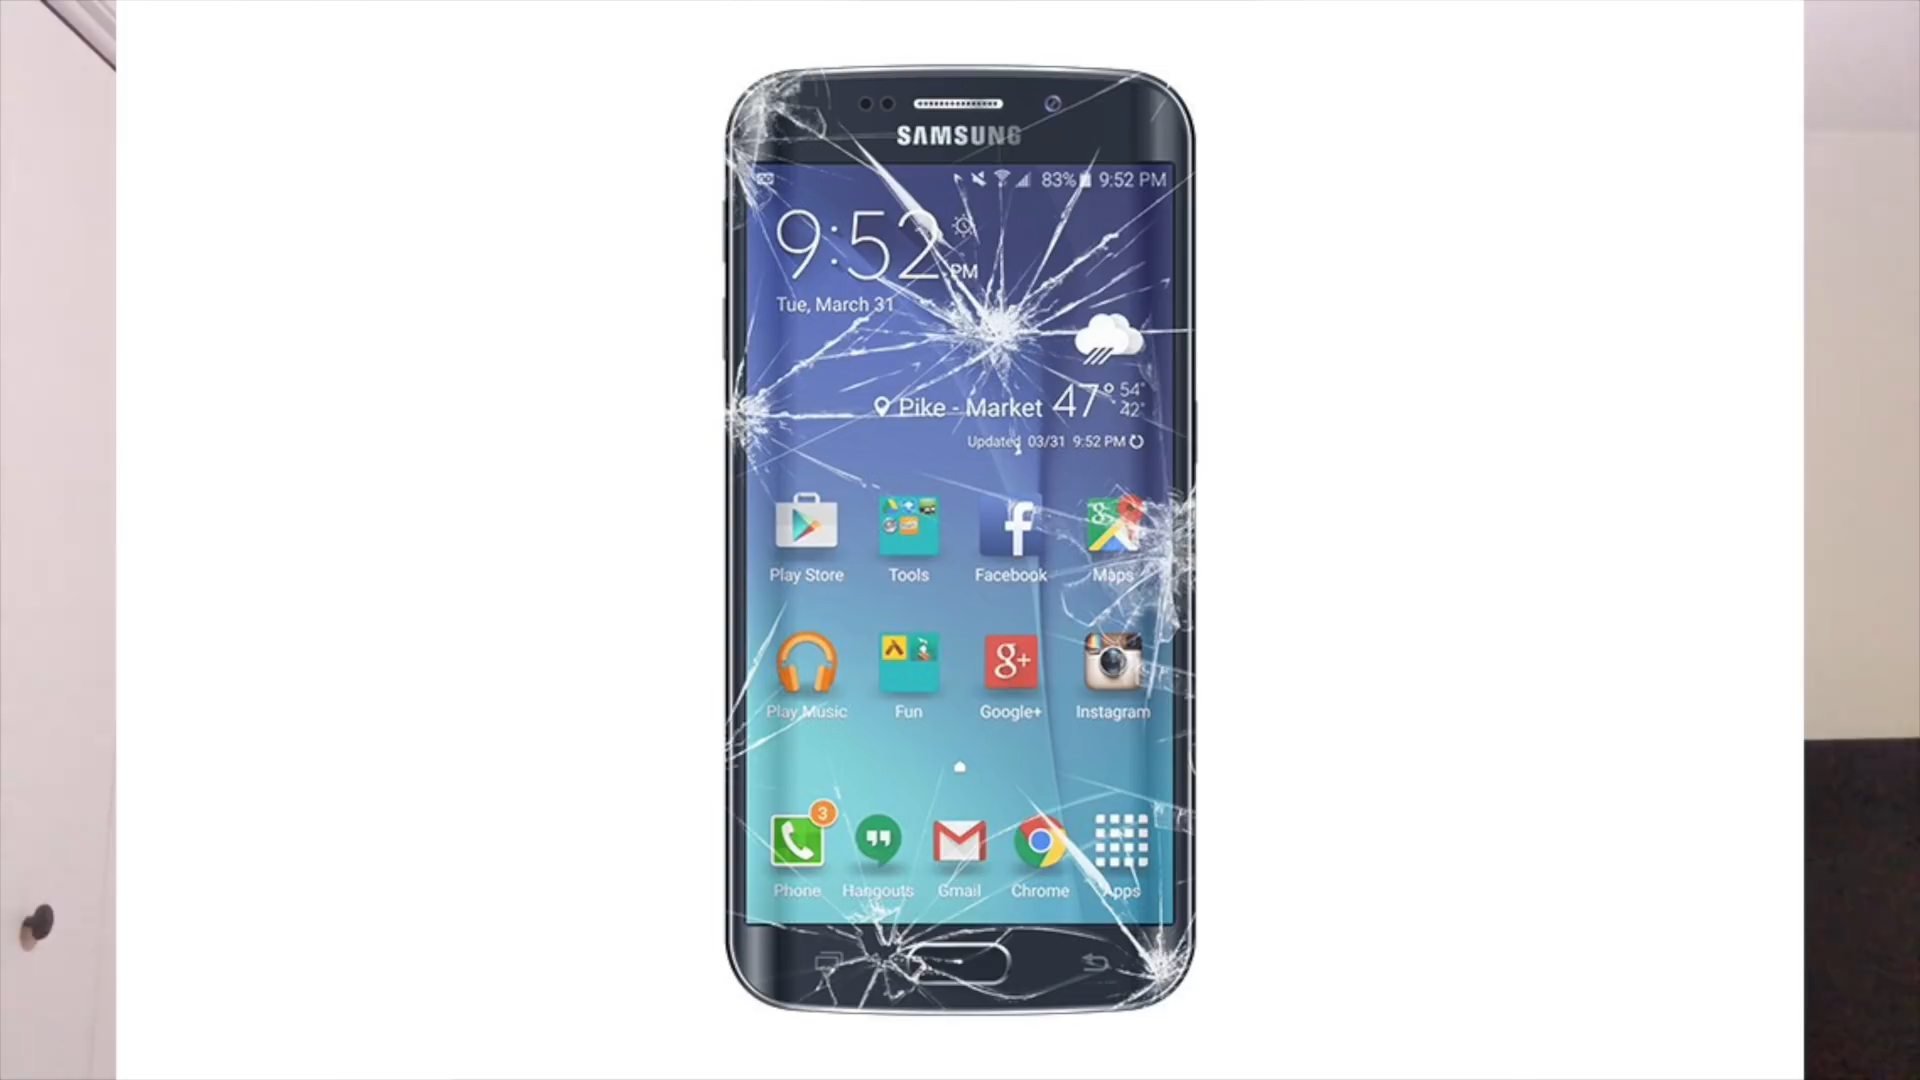 SAMSUNG
83% 9:52 PM
9:52 PM
Tue, March 31
Pike - Market 47° 54° 42°
Updated 03/31 9:52 PM
Play Store Tools Facebook Maps
Play Music Fun Google+ Instagram
3
Phone Hangouts Gmail Chrome Apps